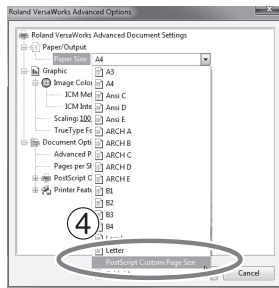 Roland VersaWorks Advanced Options
Roland VersaWorks Advanced Document Settings
Paper/Output
Paper Size: A4
Graphic
A3
Image Color
A4
ICM Met
Ansi C
ICM Inte
Ansi D
Scaling: 100
Ansi E
TrueType Fo
ARCH A
Document Opti
ARCH B
Advanced P
ARCH C
Pages per Sh
ARCH D
PostScript O
ARCH E
Printer Featu
B1
B2
B3
B4
4
Letter
PostScript Custom Page Size
Cancel